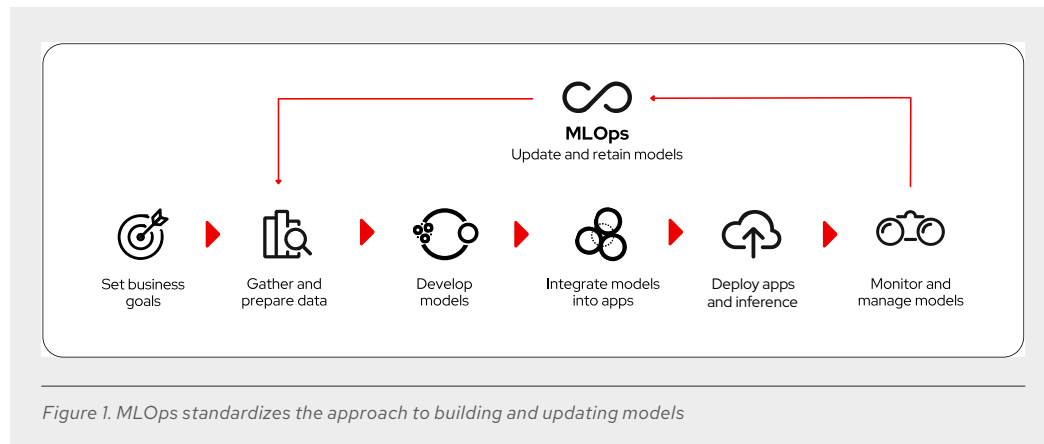 MLOps
Update and retain models
Set business
goals
Gather and
prepare data
Develop
models
Integrate models
into apps
Deploy apps
and inference
Monitor and
manage models
Figure 1. MLOps standardizes the approach to building and updating models